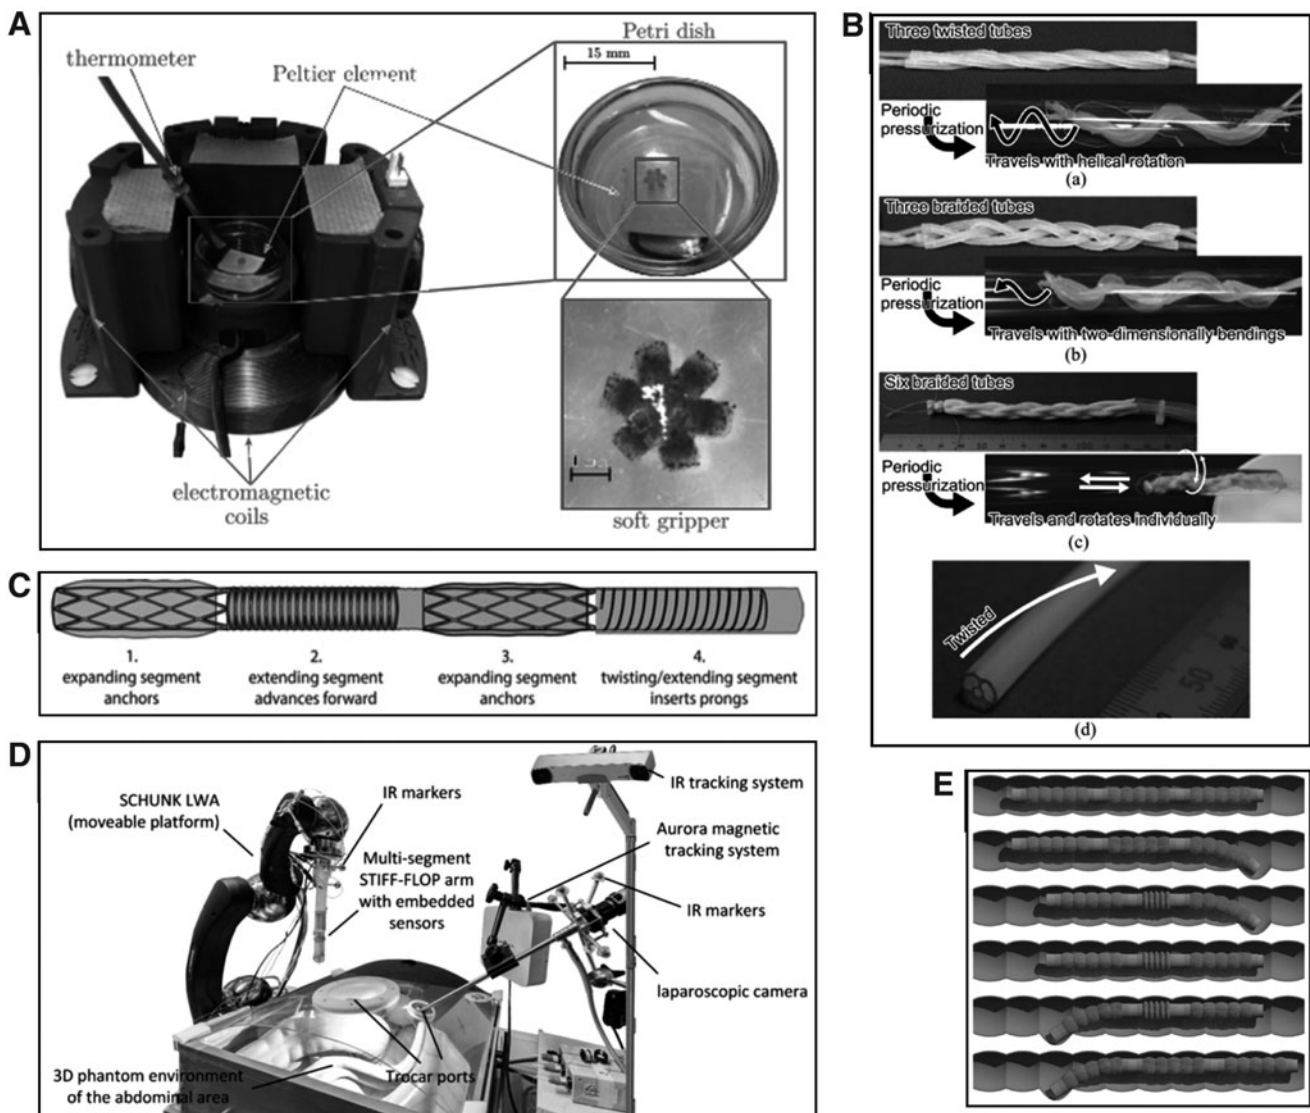 A
thermometer
Peltier element
Petri dish
15 mm
electromagnetic
coils
soft gripper
B
Three twisted tubes
Periodic
pressurization
Travels with helical rotation
(a)
Three braided tubes
Periodic
pressurization
Travels with two-dimensionally-bendings
(b)
Six braided tubes
Periodic
pressurization
Travels and rotates individually
(c)
Twisted
50
(d)
C
1.
expanding segment
anchors
2.
extending segment
advances forward
3.
expanding segment
anchors
4.
twisting/extending segment
inserts prongs
D
SCHUNK LWA
(moveable platform)
IR markers
Multi-segment
STIFF-FLOP arm
with embedded
sensors
IR tracking system
Aurora magnetic
tracking system
IR markers
laparoscopic camera
3D phantom environment
of the abdominal area
Trocar ports
E